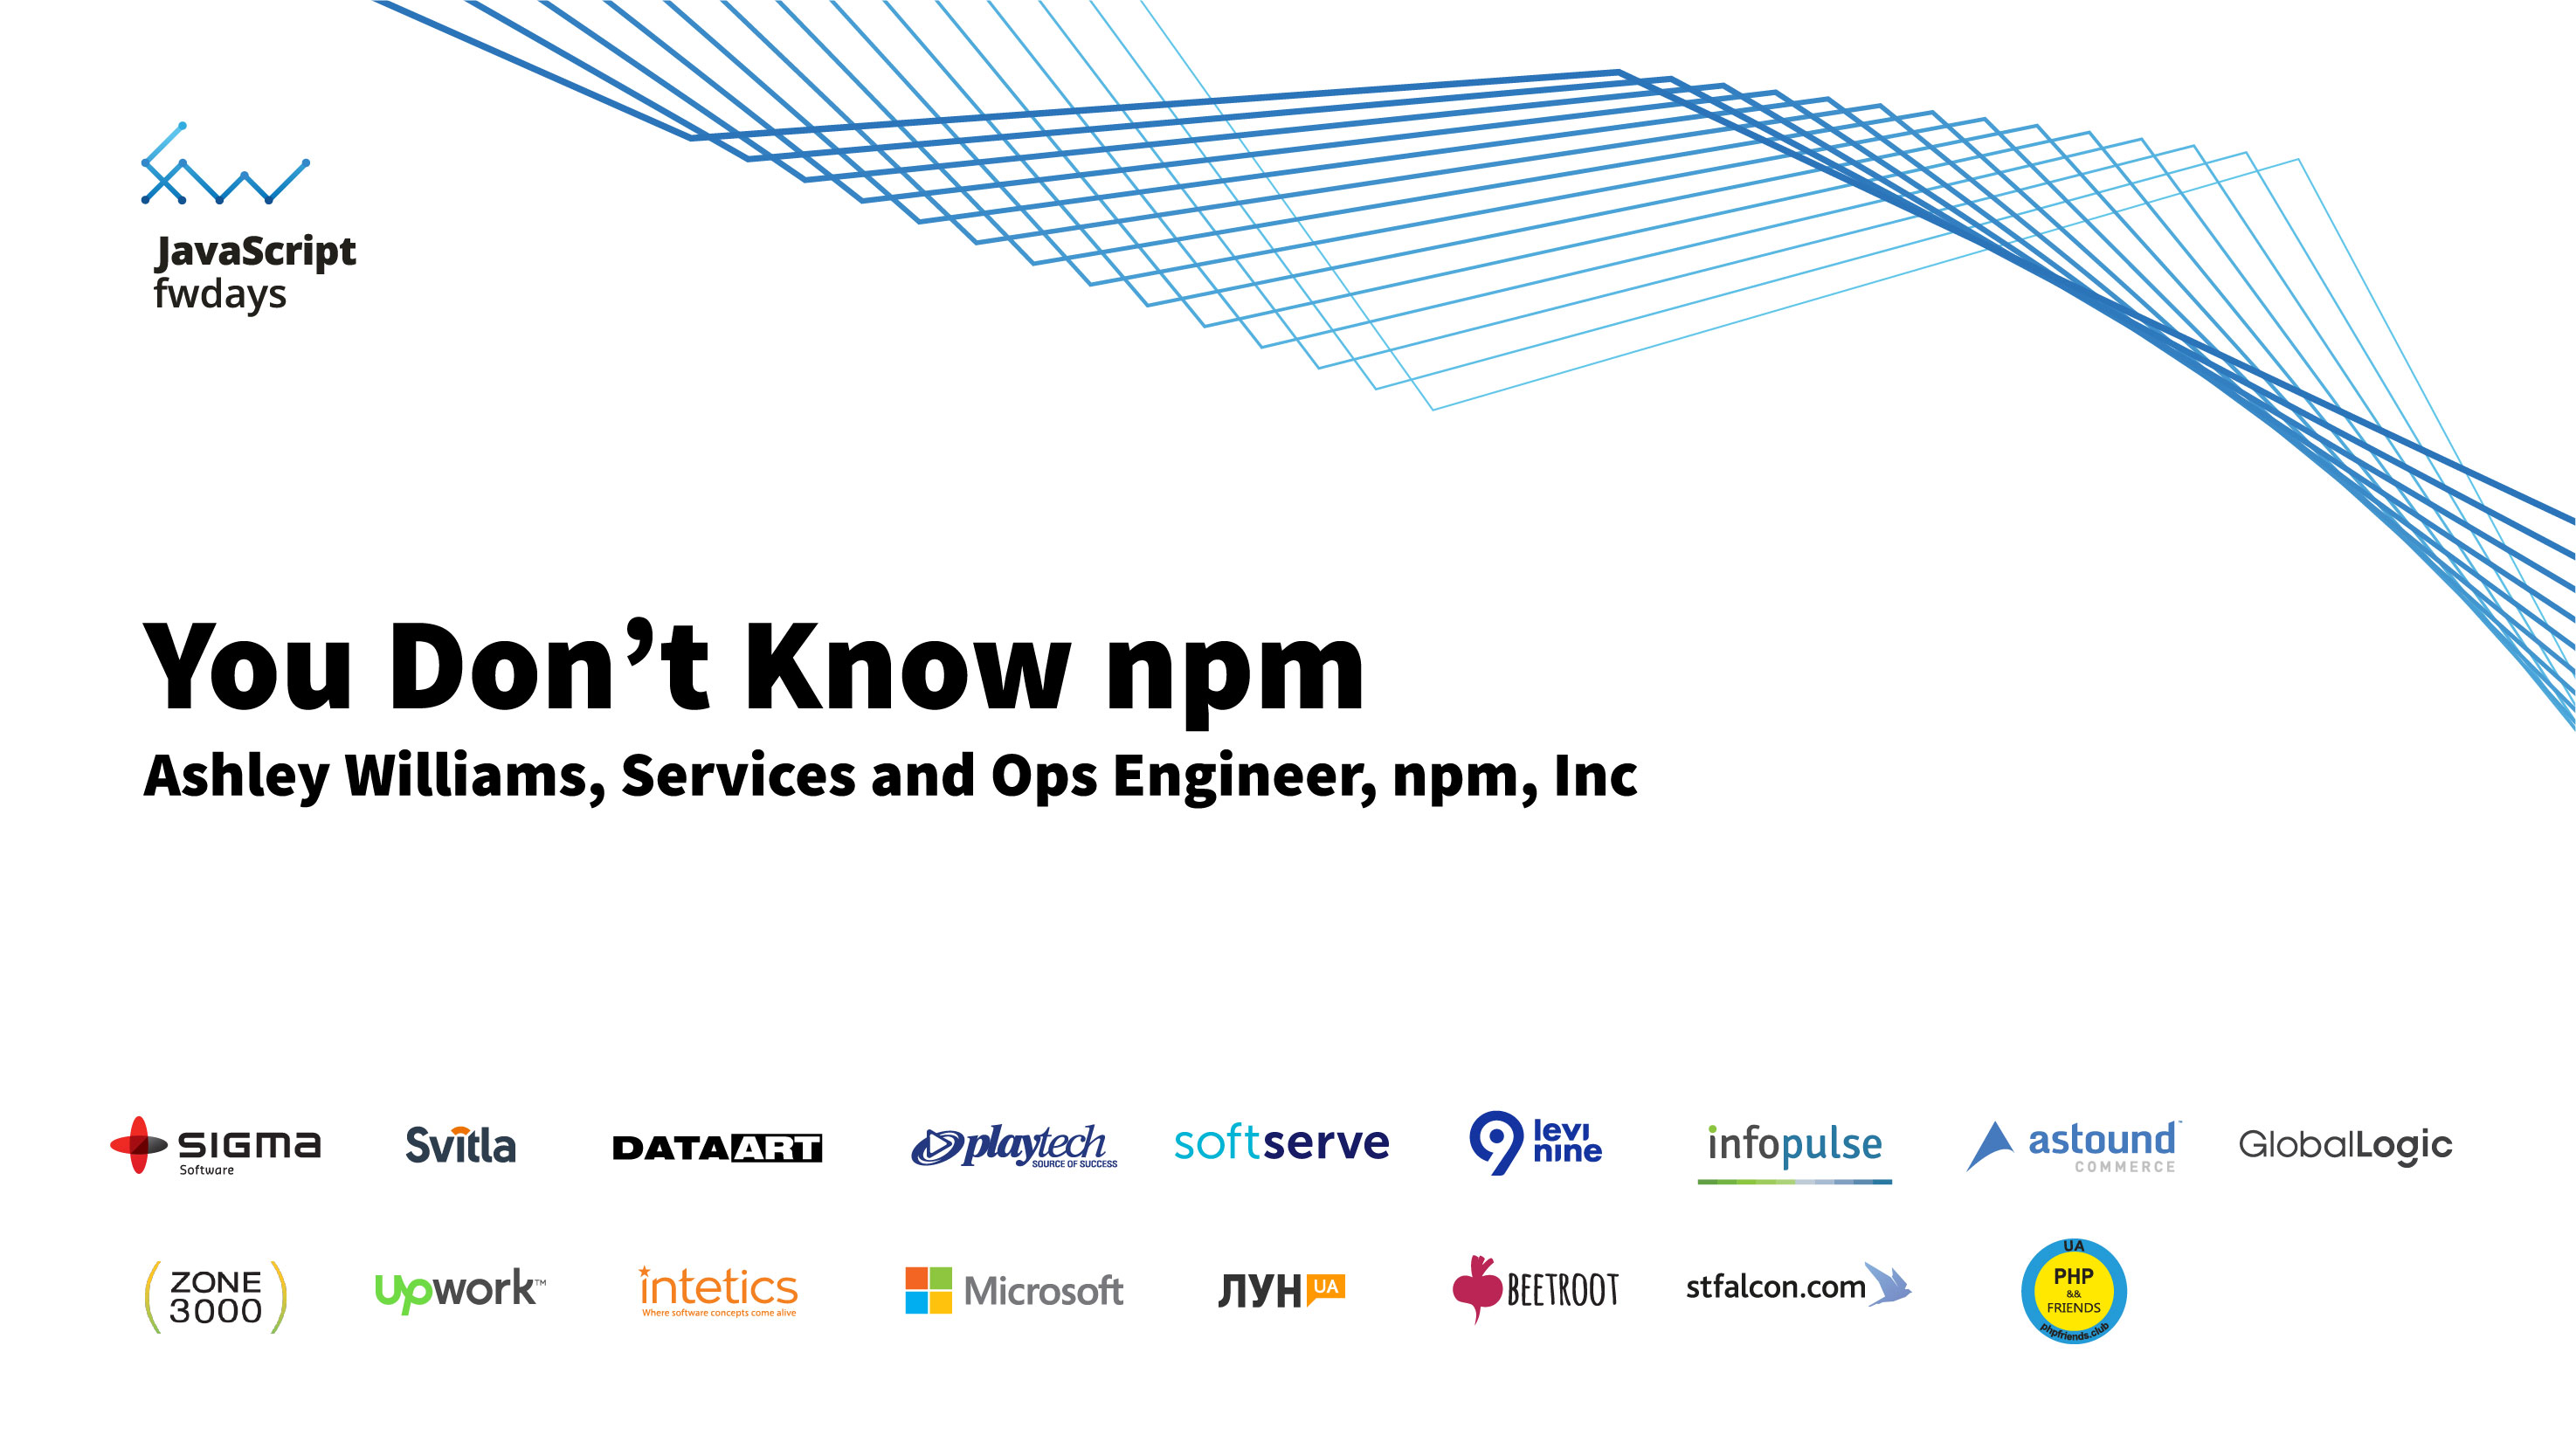 JavaScript
fwdays
You Don’t Know npm
Ashley Williams, Services and Ops Engineer, npm, Inc
SIGMA
Software
Svitla
DATAART
playtech
SOURCE OF SUCCESS
softserve
9 levi
nine
infopulse
astound™
COMMERCE
GlobalLogic
ZONE
3000
upwork™
intetics
Where software concepts come alive
Microsoft
ЛУН UA
BEETROOT
stfalcon.com
UA
PHP
&&
FRIENDS
phpfriends.club